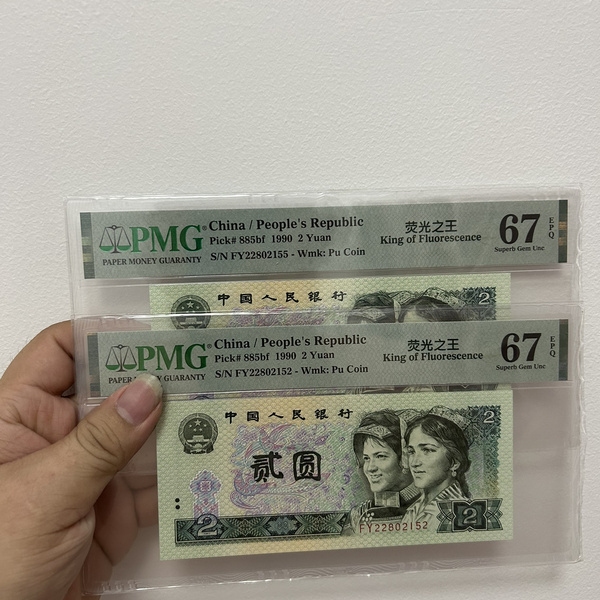 PMG
PAPER MONEY GUARANTY
China / People's Republic
Pick# 885bf 1990 2 Yuan
S/N FY22802155 - Wmk: Pu Coin
荧光之王
King of Fluorescence
67
EPQ
Superb Gem Unc
中国人民银行
2
PMG
PAPER MONEY GUARANTY
China / People's Republic
Pick# 885bf 1990 2 Yuan
S/N FY22802152 - Wmk: Pu Coin
荧光之王
King of Fluorescence
67
EPQ
Superb Gem Unc
中国人民银行
2
贰圆
2
FY22802152
2